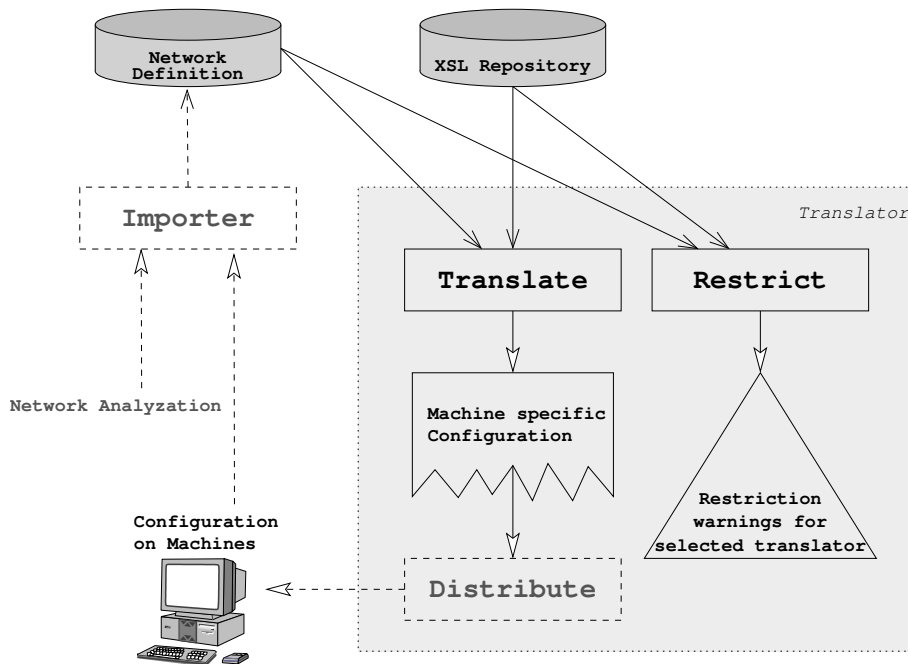 Network
Definition
XSL Repository
Importer
Translator
Translate
Restrict
Network Analyzation
Machine specific
Configuration
Restriction
warnings for
selected translator
Configuration
on Machines
Distribute